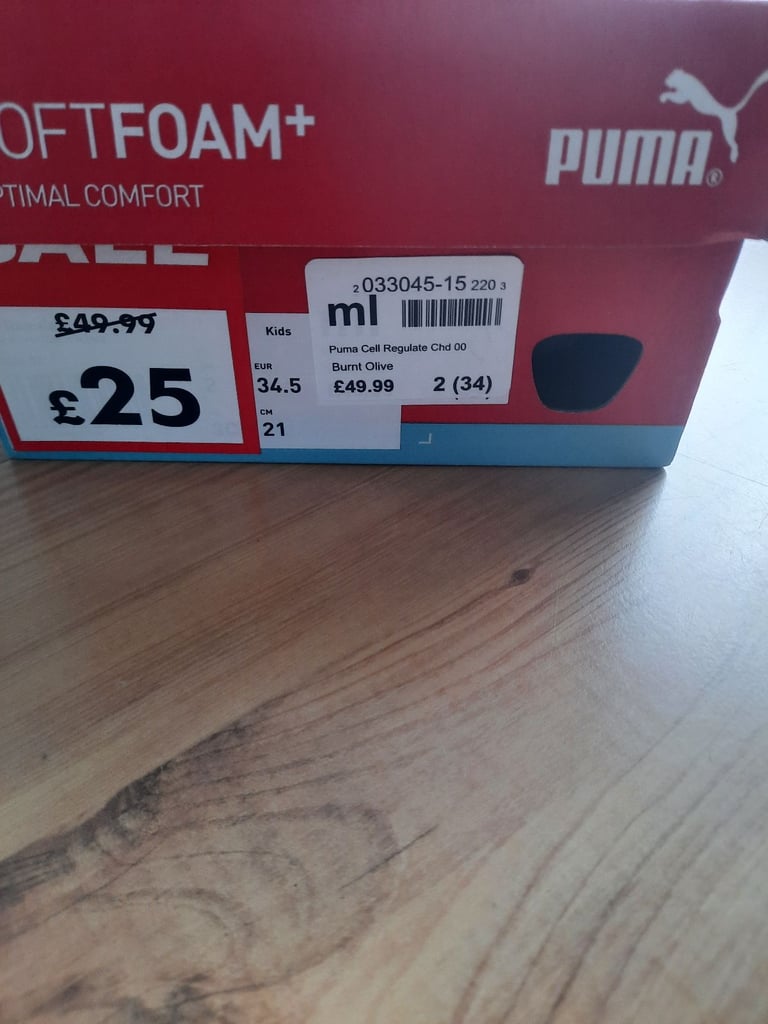 OFTFOAM+
PTIMAL COMFORT
PUMA®
SALE
£49.99
£25
Kids
EUR
34.5
CM
21
2 033045-15 220 3
ml
Puma Cell Regulate Chd 00
Burnt Olive
£49.99 2 (34)